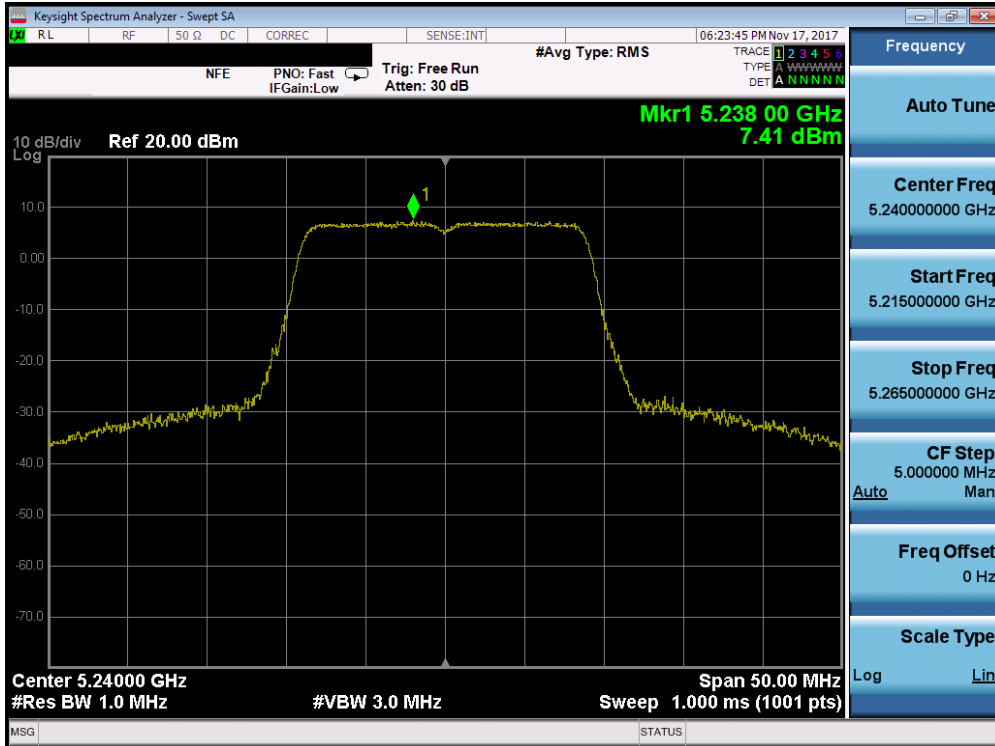 Keysight Spectrum Analyzer - Swept SA
LXI RL RF 50 Ω DC CORREC SENSE:INT 06:23:45 PM Nov 17, 2017
NFE PNO: Fast Trig: Free Run #Avg Type: RMS TRACE 1 2 3 4 5 6
IFGain:Low Atten: 30 dB TYPE A WWWWW
DET A N N N N N
Mkr1 5.238 00 GHz
7.41 dBm
10 dB/div Ref 20.00 dBm
Log
1
10.0
0.00
-10.0
-20.0
-30.0
-40.0
-50.0
-60.0
-70.0
Center 5.24000 GHz Span 50.00 MHz
#Res BW 1.0 MHz #VBW 3.0 MHz Sweep 1.000 ms (1001 pts)
MSG STATUS
Frequency
Auto Tune
Center Freq
5.240000000 GHz
Start Freq
5.215000000 GHz
Stop Freq
5.265000000 GHz
CF Step
5.000000 MHz
Auto Man
Freq Offset
0 Hz
Scale Type
Log Lin